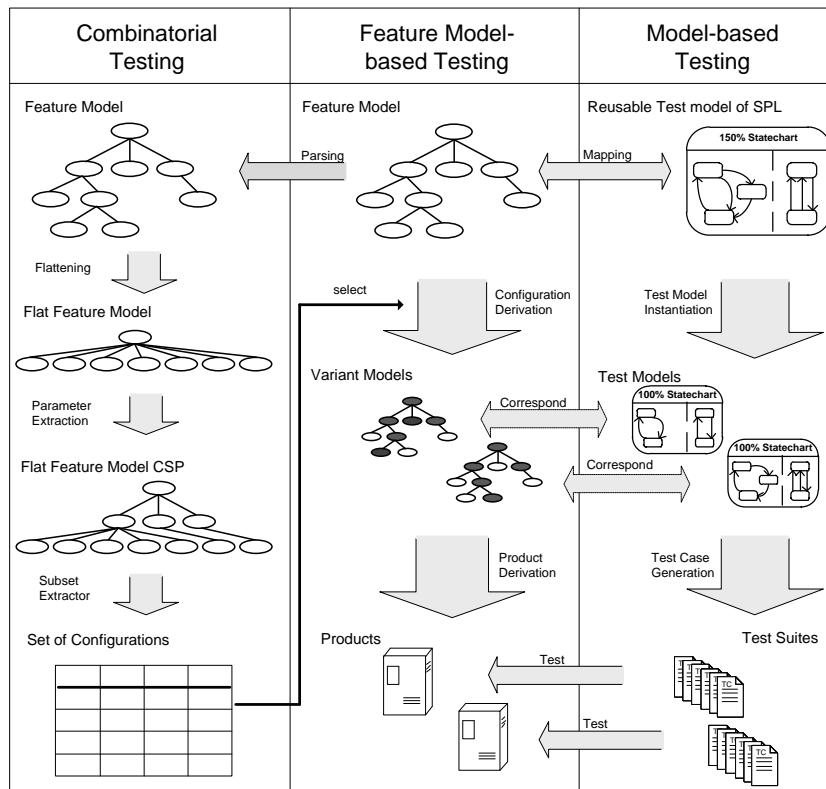 Combinatorial
Testing
Feature Model-
based Testing
Model-based
Testing
Feature Model
Flattening
Flat Feature Model
Parameter
Extraction
Flat Feature Model CSP
Subset
Extractor
Set of Configurations
Feature Model
Parsing
Mapping
select
Configuration
Derivation
Variant Models
Correspond
Correspond
Product
Derivation
Products
Test
Test
Reusable Test model of SPL
150% Statechart
Test Model
Instantiation
Test Models
100% Statechart
100% Statechart
Test Case
Generation
Test Suites
TC
TC